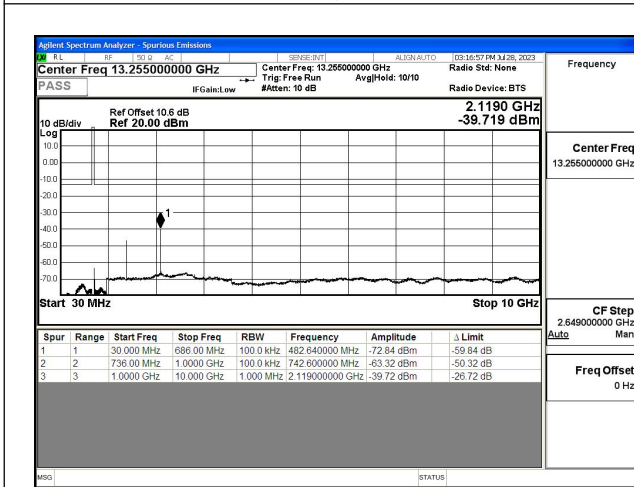 Agilent Spectrum Analyzer - Spurious Emissions
RL RF 50 Ω AC SENSE:INT ALIGN AUTO 03:16:57 PM Jul 28, 2023
Center Freq 13.255000000 GHz
Center Freq: 13.255000000 GHz
Radio Std: None
Trig: Free Run Avg|Hold: 10/10
PASS
IFGain:Low
#Atten: 10 dB
Radio Device: BTS
Frequency
Ref Offset 10.6 dB
2.1190 GHz
10 dB/div Ref 20.00 dBm
-39.719 dBm
Log
10.0
0.00
-10.0
-20.0
-30.0
1
-40.0
-50.0
-60.0
-70.0
Start 30 MHz
Stop 10 GHz
Center Freq
13.255000000 GHz
CF Step
2.649000000 GHz
Auto Man
Freq Offset
0 Hz
Spur Range Start Freq Stop Freq RBW Frequency Amplitude Δ Limit
1 1 30.000 MHz 686.00 MHz 100.0 kHz 482.640000 MHz -72.84 dBm -59.84 dB
2 2 736.00 MHz 1.0000 GHz 100.0 kHz 742.600000 MHz -63.32 dBm -50.32 dB
3 3 1.0000 GHz 10.000 GHz 1.000 MHz 2.119000000 GHz -39.72 dBm -26.72 dB
MSG
STATUS